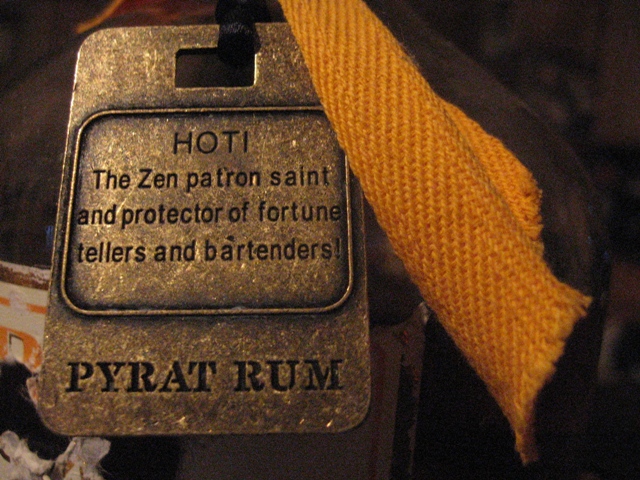 HOTI
The Zen patron saint
and protector of fortune
tellers and bartenders!
PYRAT RUM